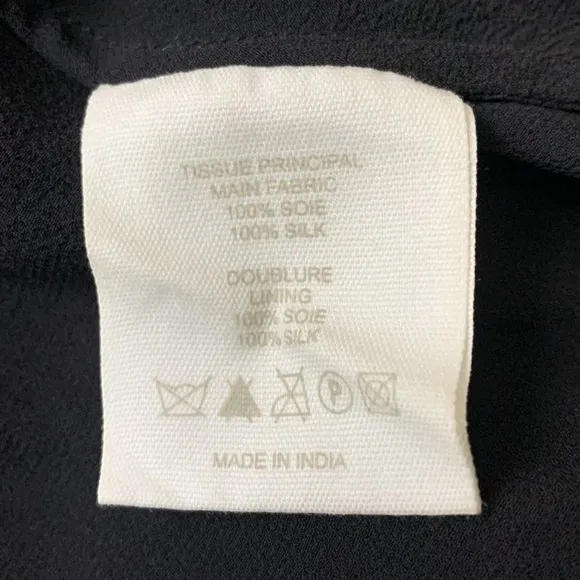 TISSUE PRINCIPAL
MAIN FABRIC
100% SOIE
100% SILK
DOUBLURE
LINING
100% SOIE
100% SILK
P
MADE IN INDIA